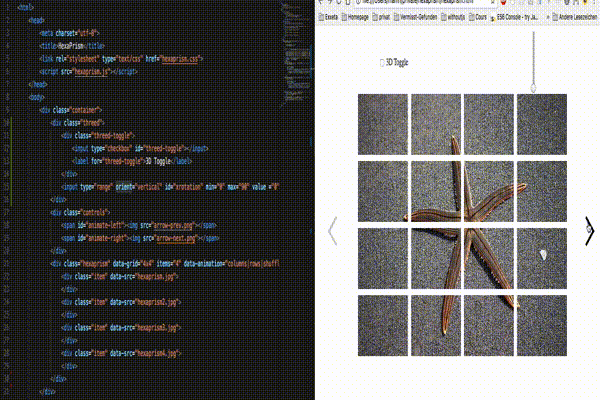 <html>
<head>
<meta charset="utf-8">
<title>HexaPrism</title>
<link rel="stylesheet" type="text/css" href="hexaprism.css">
<script src="hexaprism.js"></script>
</head>
<body>
<div class="container">
<div class="threed">
<div class="threed-toggle">
<input type="checkbox" id="threed-toggle"></input>
<label for="threed-toggle">3D Toggle</label>
</div>
<input type="range" orient="vertical" id="xrotation" min="0" max="90" value ="0"
</div>
<div class="controls">
<span id="animate-left"><img src="arrow-prev.png"></span>
<span id="animate-right"><img src="arrow-next.png"></span>
</div>
<div class="hexaprism" data-grid="4x4" items="4" data-animation="columns|rows|shuffl
<div class="item" data-src="hexaprism.jpg">
</div>
<div class="item" data-src="hexaprism2.jpg">
</div>
<div class="item" data-src="hexaprism3.jpg">
</div>
<div class="item" data-src="hexaprism4.jpg">
</div>
</div>
</div>
Exseta Homepage privat Vermisst-Gefunden withoutjs Cours ES6 Console - try Ja... » Andere Lesezeichen
3D Toggle